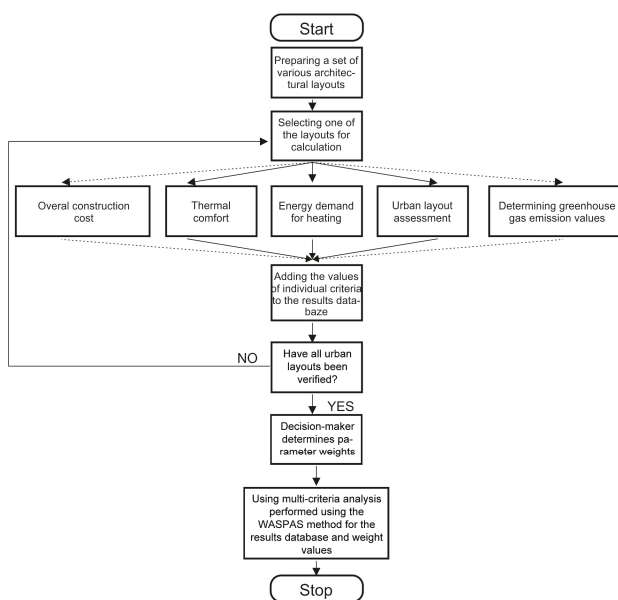 Start
Preparing a set of
various architec-
tural layouts
Selecting one of
the layouts for
calculation
Overal construction
cost
Thermal
comfort
Energy demand
for heating
Urban layout
assessment
Determining greenhouse
gas emission values
Adding the values
of individual criteria
to the results data-
baze
NO
Have all urban
layouts been
verified?
YES
Decision-maker
determines pa-
rameter weights
Using multi-criteria analysis
performed using the
WASPAS method for the
results database and weight
values
Stop